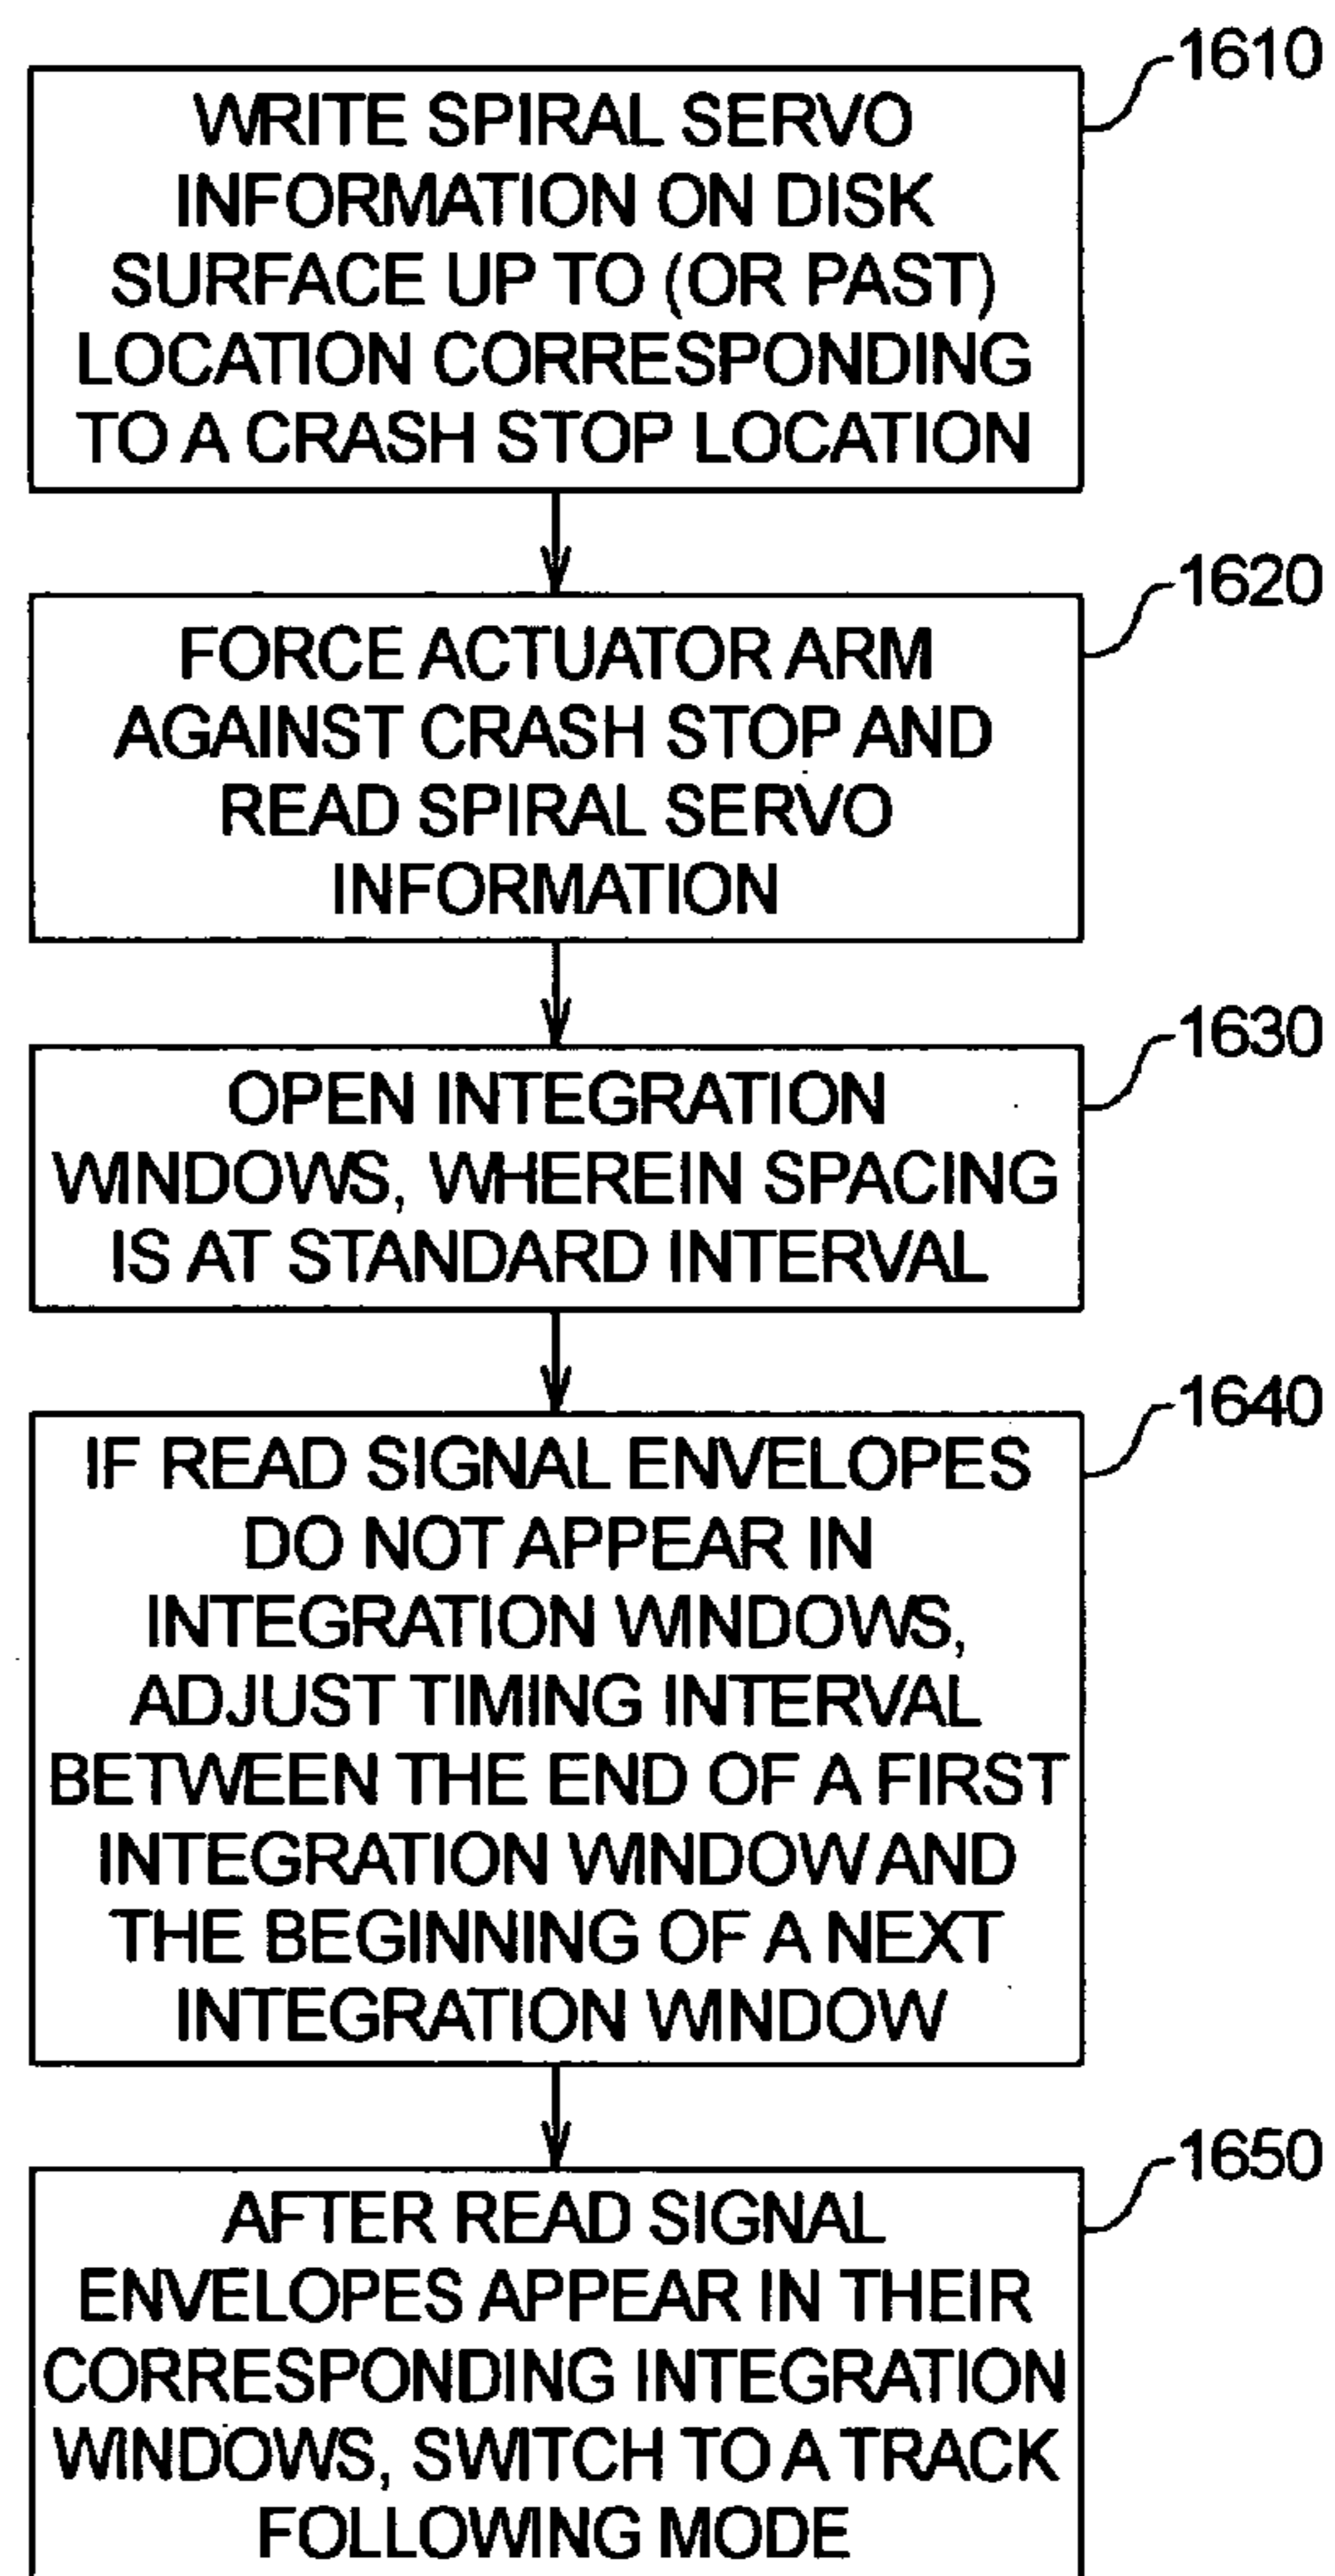 1610
WRITE SPIRAL SERVO
INFORMATION ON DISK
SURFACE UP TO (OR PAST)
LOCATION CORRESPONDING
TO A CRASH STOP LOCATION
1620
FORCE ACTUATOR ARM
AGAINST CRASH STOP AND
READ SPIRAL SERVO
INFORMATION
1630
OPEN INTEGRATION
WINDOWS, WHEREIN SPACING
IS AT STANDARD INTERVAL
1640
IF READ SIGNAL ENVELOPES
DO NOT APPEAR IN
INTEGRATION WINDOWS,
ADJUST TIMING INTERVAL
BETWEEN THE END OF A FIRST
INTEGRATION WINDOW AND
THE BEGINNING OF A NEXT
INTEGRATION WINDOW
1650
AFTER READ SIGNAL
ENVELOPES APPEAR IN THEIR
CORRESPONDING INTEGRATION
WINDOWS, SWITCH TO A TRACK
FOLLOWING MODE